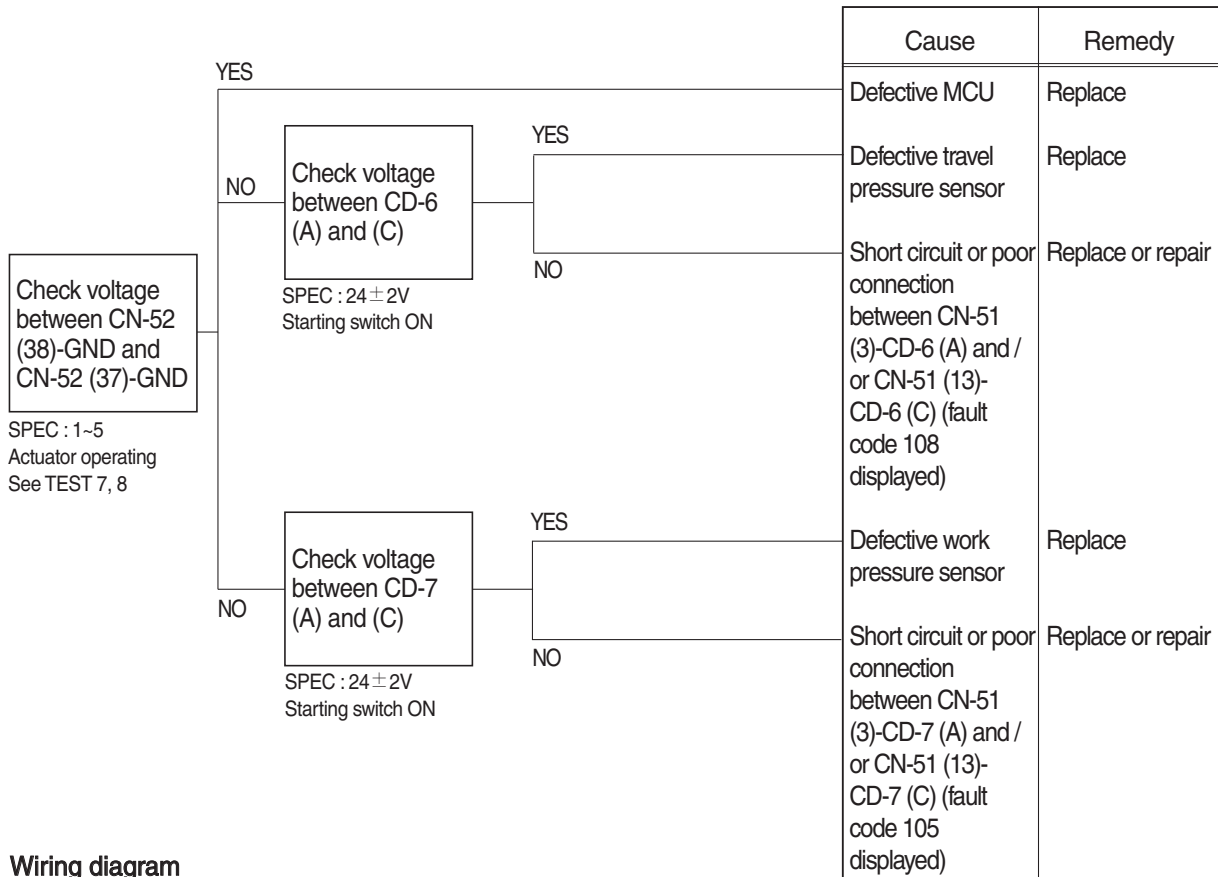 Cause Remedy
YES
Defective MCU Replace
YES
Defective travel
pressure sensor
Replace
NO
Check voltage
between CD-6
(A) and (C)
NO
SPEC : 24±2V
Starting switch ON
Short circuit or poor
connection
between CN-51
(3)-CD-6 (A) and /
or CN-51 (13)-
CD-6 (C) (fault
code 108
displayed)
Replace or repair
Check voltage
between CN-52
(38)-GND and
CN-52 (37)-GND
SPEC : 1~5
Actuator operating
See TEST 7, 8
YES
Defective work
pressure sensor
Replace
Check voltage
between CD-7
(A) and (C)
NO
NO
SPEC : 24±2V
Starting switch ON
Short circuit or poor
connection
between CN-51
(3)-CD-7 (A) and /
or CN-51 (13)-
CD-7 (C) (fault
code 105
displayed)
Replace or repair
Wiring diagram